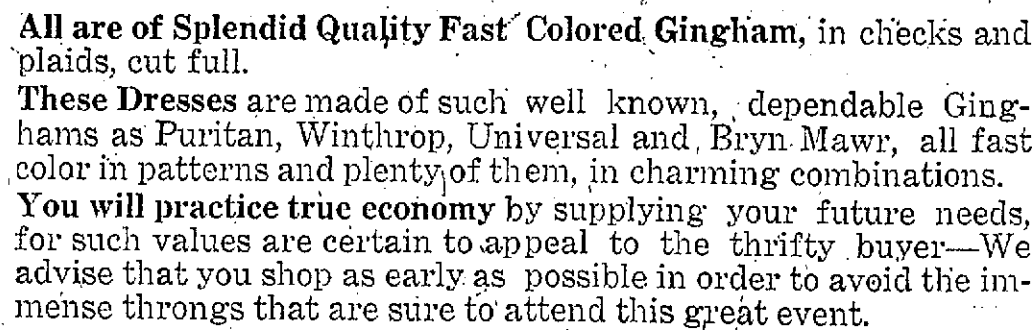 All are of Splendid Quality Fast Colored Gingham, in checks and
plaids, cut full.
These Dresses are made of such well known, dependable Ging-
hams as Puritan, Winthrop, Universal and Bryn Mawr, all fast
color in patterns and plenty of them, in charming combinations.
You will practice true economy by supplying your future needs,
for such values are certain to appeal to the thrifty buyer—We
advise that you shop as early as possible in order to avoid the im-
mense throngs that are sure to attend this great event.